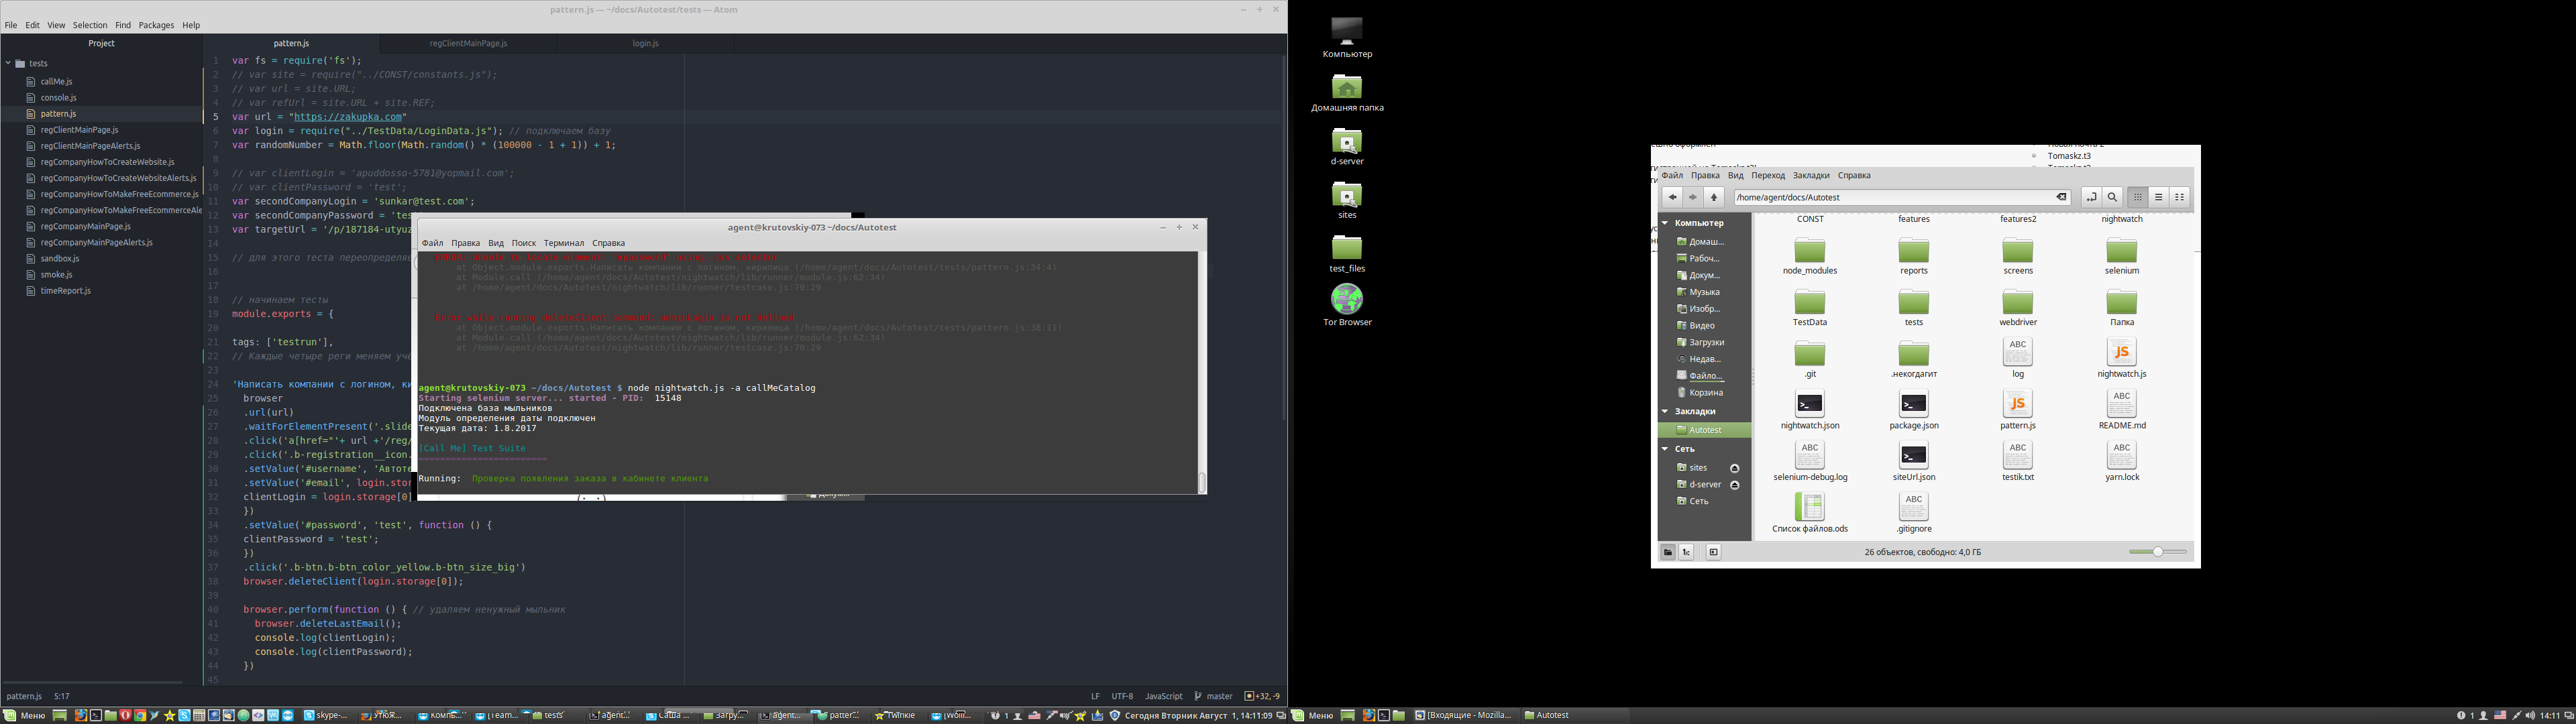 pattern.js — ~/docs/Autotest/tests — Atom
File Edit View Selection Find Packages Help
Project
tests
callMe.js
console.js
pattern.js
regClientMainPage.js
regClientMainPageAlerts.js
regCompanyHowToCreateWebsite.js
regCompanyHowToCreateWebsiteAlerts.js
regCompanyHowToMakeFreeEcommerce.js
regCompanyHowToMakeFreeEcommerceAle
regCompanyMainPage.js
regCompanyMainPageAlerts.js
sandbox.js
smoke.js
timeReport.js
pattern.js regClientMainPage.js login.js
1 var fs = require('fs');
2 // var site = require("../CONST/constants.js");
3 // var url = site.URL;
4 // var refUrl = site.URL + site.REF;
5 var url = "https://zakupka.com"
6 var login = require("../TestData/LoginData.js"); // подключаем базу
7 var randomNumber = Math.floor(Math.random() * (100000 - 1 + 1)) + 1;
8
9 // var clientLogin = 'apuddosso-5781@yopmail.com';
10 // var clientPassword = 'test';
11 var secondCompanyLogin = 'sunkar@test.com';
12 var secondCompanyPassword = 'tes
13 var targetUrl = '/p/187184-utyuz
14
15 // для этого теста переопределяе
16
17
18 // начинаем тесты
19 module.exports = {
20
21 tags: ['testrun'],
22 // Каждые четыре реги меняем уч
23
24 'Написать компании с логином, ки
25 browser
26 .url(url)
27 .waitForElementPresent('.slide
28 .click('a[href="'+ url +'/reg/
29 .click('.b-registration__icon.
30 .setValue('#username', 'Автоте
31 .setValue('#email', login.stor
32 clientLogin = login.storage[0]
33 })
34 .setValue('#password', 'test', function () {
35 clientPassword = 'test';
36 })
37 .click('.b-btn.b-btn_color_yellow.b-btn_size_big')
38 browser.deleteClient(login.storage[0]);
39
40 browser.perform(function () { // удаляем ненужный мыльник
41 browser.deleteLastEmail();
42 console.log(clientLogin);
43 console.log(clientPassword);
44 })
45
pattern.js 5:17 LF UTF-8 JavaScript master +32, -9
agent@krutovskiy-073 ~/docs/Autotest
Файл Правка Вид Поиск Терминал Справка
at Object.module.exports.Написать компании с логином, кирилица (/home/agent/docs/Autotest/tests/pattern.js:34:4)
at Module.call (/home/agent/docs/Autotest/nightwatch/lib/runner/module.js:62:34)
at /home/agent/docs/Autotest/nightwatch/lib/runner/testcase.js:70:29
at Object.module.exports.Написать компании с логином, кирилица (/home/agent/docs/Autotest/tests/pattern.js:38:11)
at Module.call (/home/agent/docs/Autotest/nightwatch/lib/runner/module.js:62:34)
at /home/agent/docs/Autotest/nightwatch/lib/runner/testcase.js:70:29
agent@krutovskiy-073 ~/docs/Autotest $ node nightwatch.js -a callMeCatalog
Starting selenium server... started - PID: 15148
Подключена база мыльников
Модуль определения даты подключен
Текущая дата: 1.8.2017
[Call Me] Test Suite
========================
Running: Проверка появления заказа в кабинете клиента
Компьютер
Домашняя папка
d-server
sites
test_files
Tor Browser
Tomaskz.t3
Файл Правка Вид Переход Закладки Справка
/home/agent/docs/Autotest
Компьютер
Домаш...
Рабоч...
Докум...
Музыка
Изобр...
Видео
Загрузки
Недав...
Файло...
Корзина
Закладки
Autotest
Сеть
sites
d-server
Сеть
CONST features features2 nightwatch
node_modules reports screens selenium
TestData tests webdriver Папка
.git .некогдагит log nightwatch.js
nightwatch.json package.json pattern.js README.md
selenium-debug.log siteUrl.json testik.txt yarn.lock
Список файлов.ods .gitignore
26 объектов, свободно: 4,0 ГБ
Меню skype-... tests Загру... agent... patter... Twinkie Сегодня Вторник Август 1, 14:11:09
Меню [Входящие - Mozilla... Autotest 1 14:11